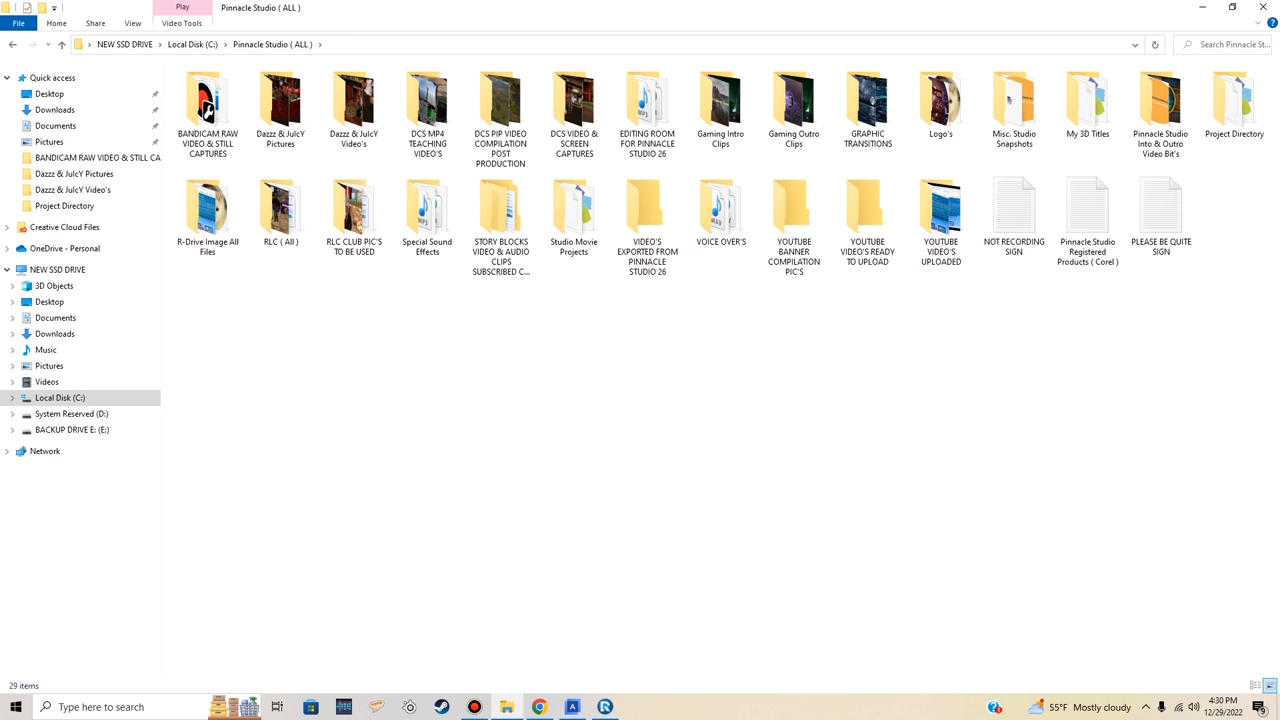 Play
Pinnacle Studio ( ALL )
File
Home
Share
View
Video Tools
NEW SSD DRIVE
Local Disk (C:)
Pinnacle Studio ( ALL )
Search Pinnacle St...
Quick access
Desktop
Downloads
Documents
Pictures
BANDICAM RAW VIDEO & STILL CA
Dazzz & JuIcY Pictures
Dazzz & JuIcY Video's
Project Directory
Creative Cloud Files
OneDrive - Personal
NEW SSD DRIVE
3D Objects
Desktop
Documents
Downloads
Music
Pictures
Videos
Local Disk (C:)
System Reserved (D:)
BACKUP DRIVE E: (E:)
Network
BANDICAM RAW
VIDEO & STILL
CAPTURES
Dazzz & JuIcY
Pictures
Dazzz & JuIcY
Video's
DCS MP4
TEACHING
VIDEO'S
DCS PIP VIDEO
COMPILATION
POST
PRODUCTION
DCS VIDEO &
SCREEN
CAPTURES
EDITING ROOM
FOR PINNACLE
STUDIO 26
Gaming Intro
Clips
Gaming Outro
Clips
GRAPHIC
TRANSITIONS
Logo's
Misc. Studio
Snapshots
My 3D Titles
Pinnacle Studio
Into & Outro
Video Bit's
Project Directory
R-Drive Image All
Files
RLC ( All )
RLC CLUB PIC'S
TO BE USED
Special Sound
Effects
STORY BLOCKS
VIDEO & AUDIO
CLIPS
SUBSCRIBED C...
Studio Movie
Projects
VIDEO'S
EXPORTED FROM
PINNACLE
STUDIO 26
VOICE OVER'S
YOUTUBE
BANNER
COMPILATION
PIC'S
YOUTUBE
VIDEO'S READY
TO UPLOAD
YOUTUBE
VIDEO'S
UPLOADED
NOT RECORDING
SIGN
Pinnacle Studio
Registered
Products ( Corel )
PLEASE BE QUITE
SIGN
29 items
Type here to search
55°F Mostly cloudy
4:30 PM
12/29/2022